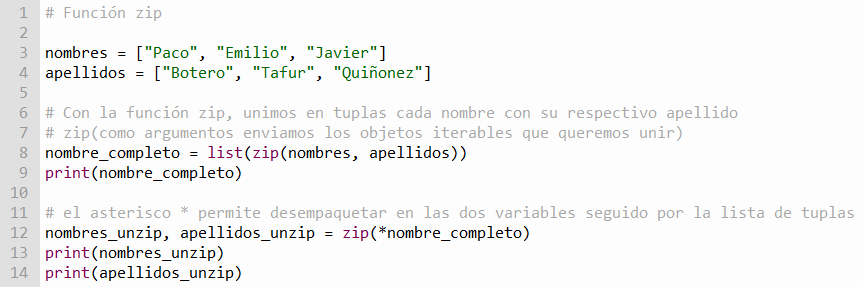 1 # Función zip
2
3 nombres = ["Paco", "Emilio", "Javier"]
4 apellidos = ["Botero", "Tafur", "Quiñonez"]
5
6 # Con la función zip, unimos en tuplas cada nombre con su respectivo apellido
7 # zip(como argumentos enviamos los objetos iterables que queremos unir)
8 nombre_completo = list(zip(nombres, apellidos))
9 print(nombre_completo)
10
11 # el asterisco * permite desempaquetar en las dos variables seguido por la lista de tuplas
12 nombres_unzip, apellidos_unzip = zip(*nombre_completo)
13 print(nombres_unzip)
14 print(apellidos_unzip)